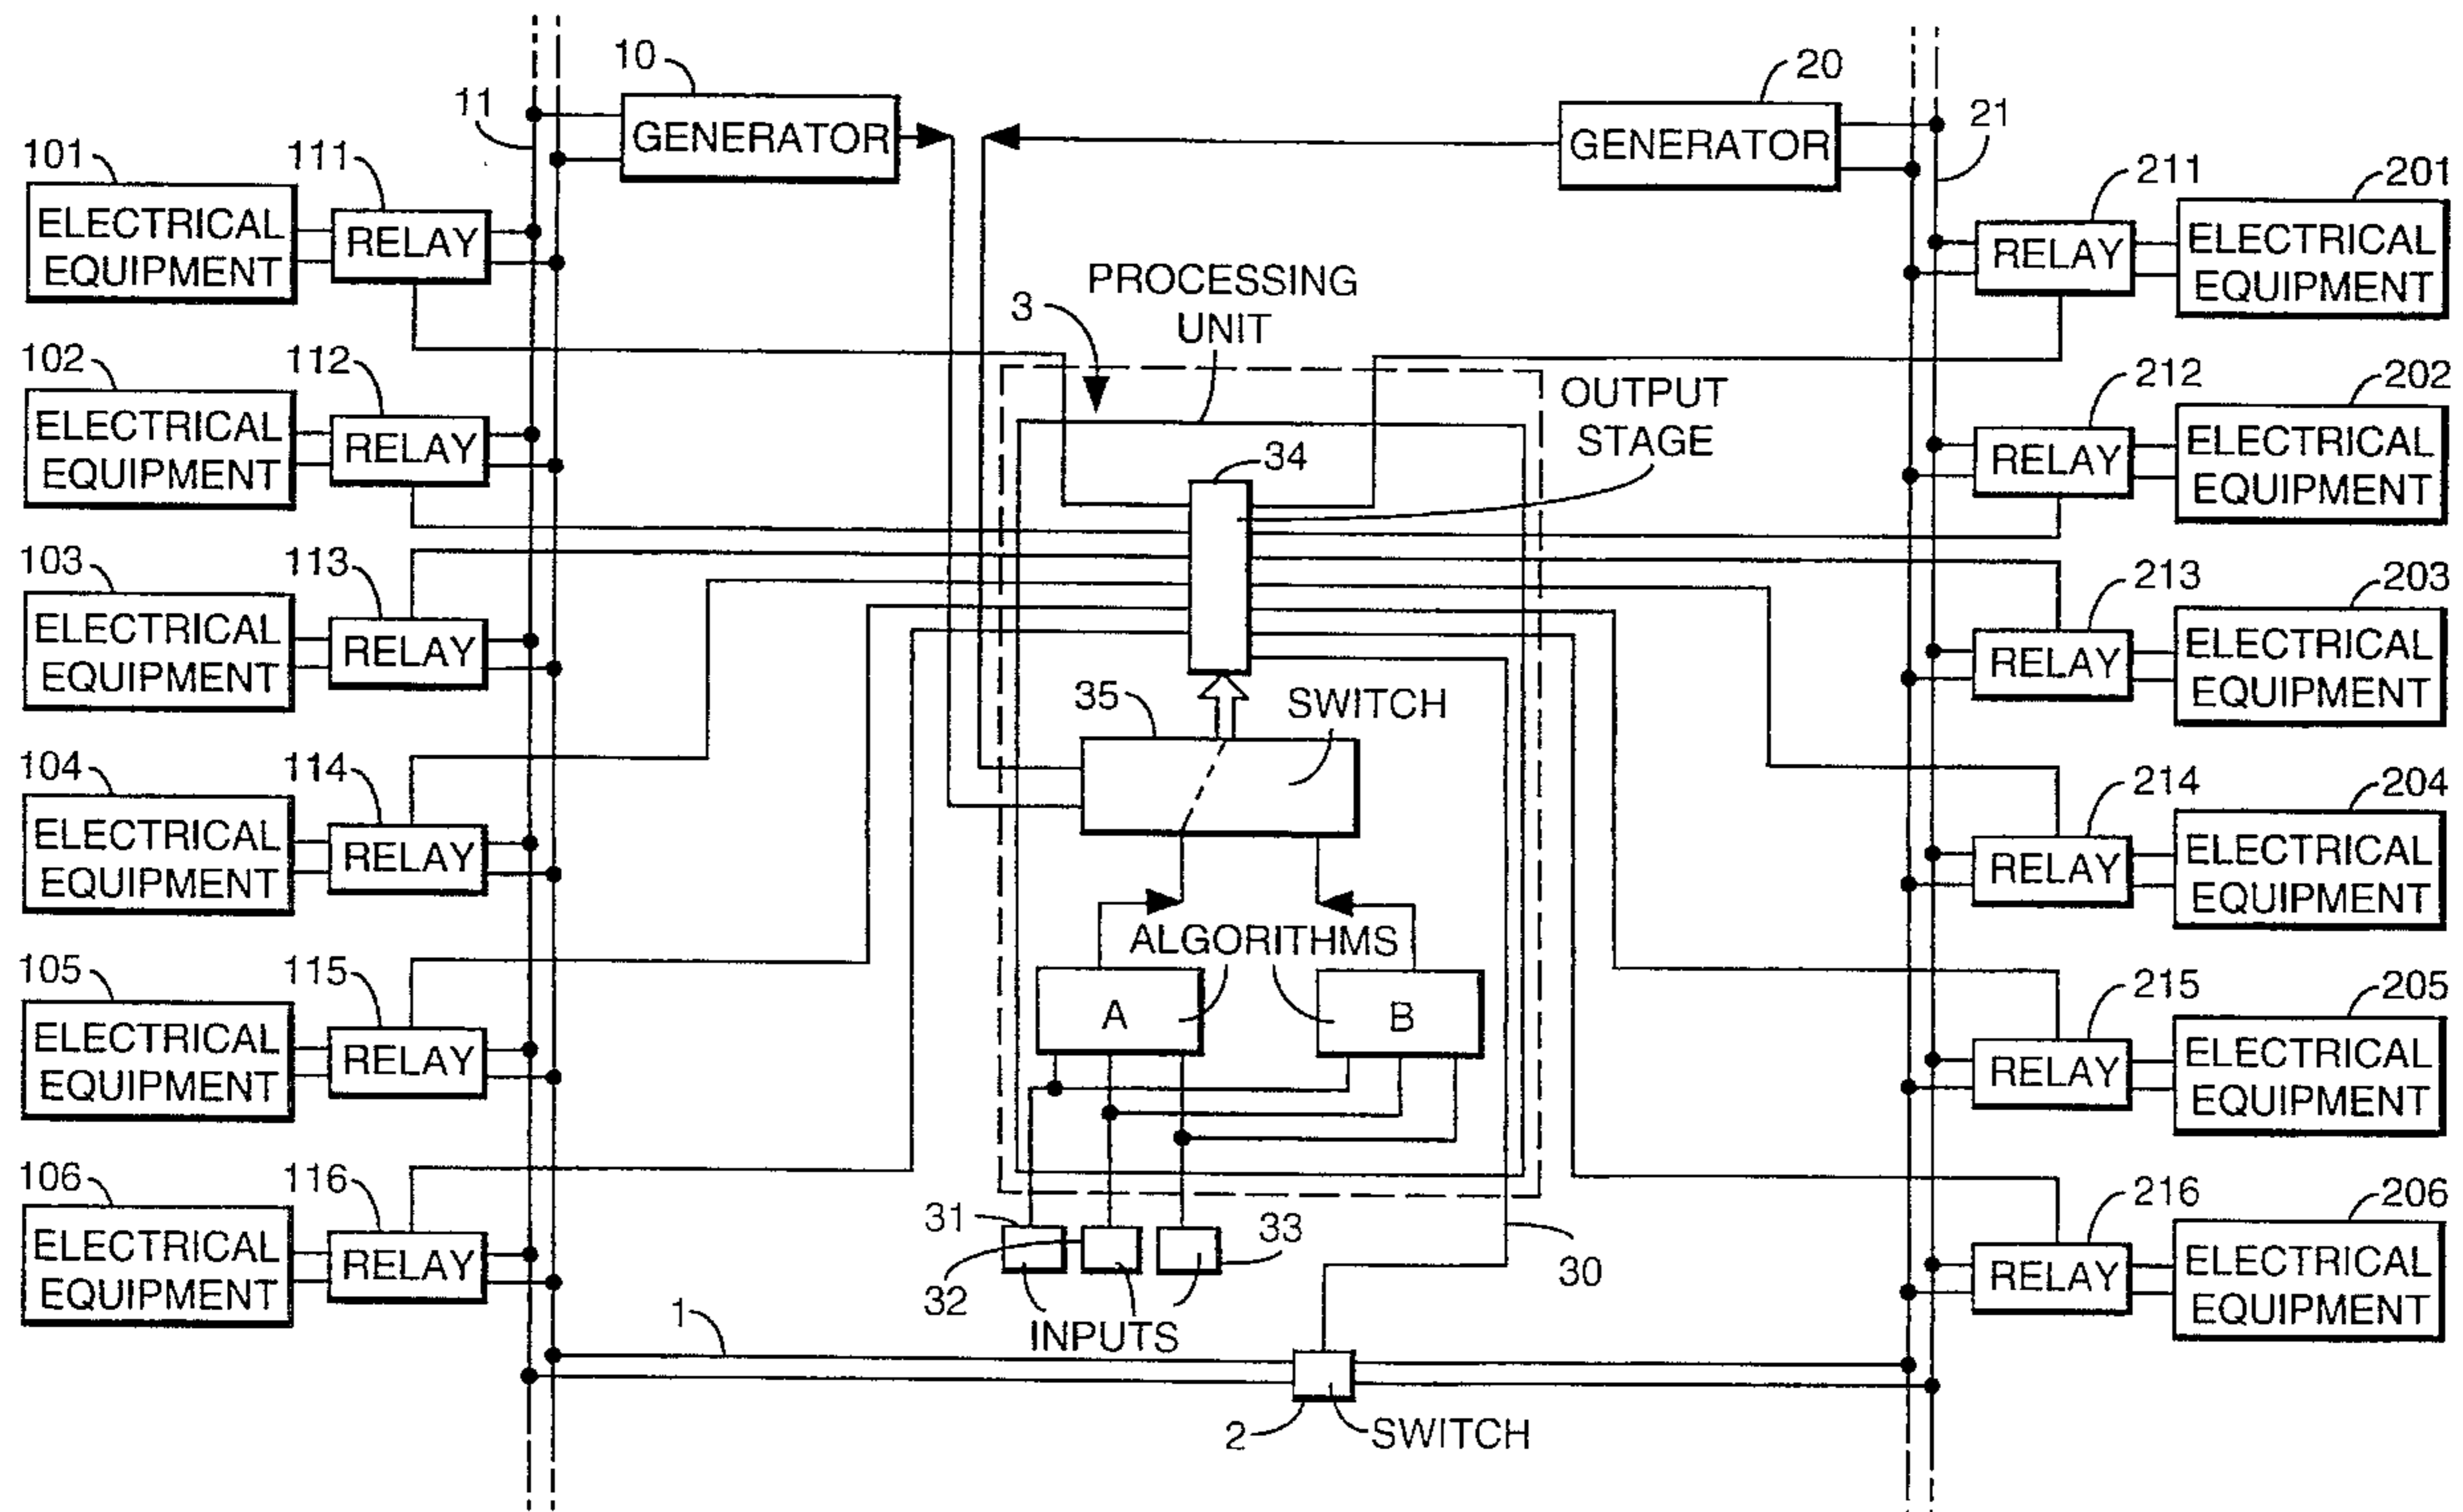 10
20
11
GENERATOR
GENERATOR
21
101
111
211
201
ELECTRICAL
EQUIPMENT
RELAY
RELAY
ELECTRICAL
EQUIPMENT
PROCESSING
UNIT
3
102
112
212
202
ELECTRICAL
EQUIPMENT
RELAY
OUTPUT
STAGE
RELAY
ELECTRICAL
EQUIPMENT
34
103
113
213
203
ELECTRICAL
EQUIPMENT
RELAY
RELAY
ELECTRICAL
EQUIPMENT
35
SWITCH
104
114
214
204
ELECTRICAL
EQUIPMENT
RELAY
RELAY
ELECTRICAL
EQUIPMENT
ALGORITHMS
A
B
105
115
215
205
ELECTRICAL
EQUIPMENT
RELAY
RELAY
ELECTRICAL
EQUIPMENT
106
116
216
206
ELECTRICAL
EQUIPMENT
RELAY
RELAY
ELECTRICAL
EQUIPMENT
31
32
33
30
INPUTS
1
2
SWITCH